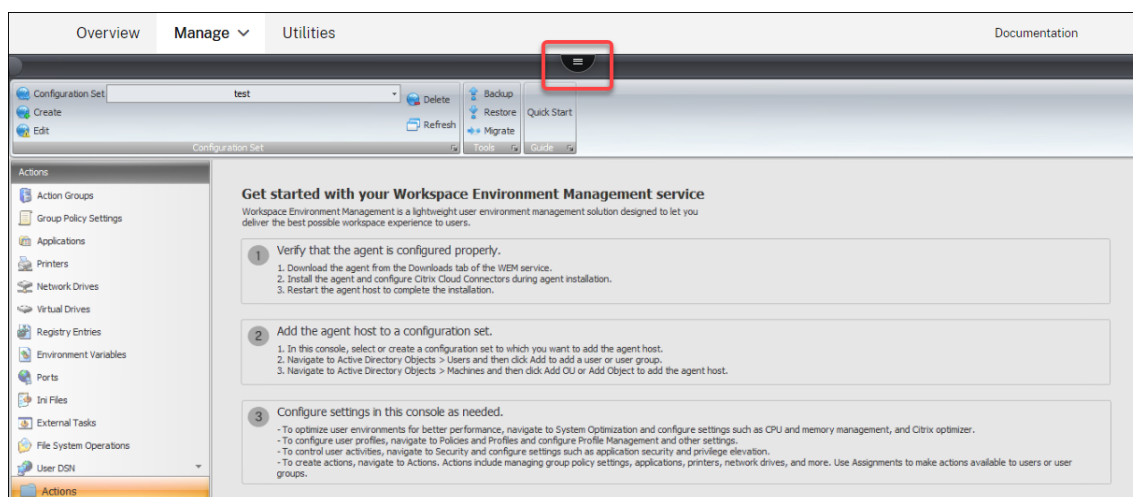 Overview Manage Utilities Documentation
Configuration Set test Delete Backup
Create Restore Quick Start
Edit Refresh Migrate
Configuration Set Tools Guide
Actions
Action Groups
Group Policy Settings
Applications
Printers
Network Drives
Virtual Drives
Registry Entries
Environment Variables
Ports
Ini Files
External Tasks
File System Operations
User DSN
Actions
Get started with your Workspace Environment Management service
Workspace Environment Management is a lightweight user environment management solution designed to let you
deliver the best possible workspace experience to users.
1 Verify that the agent is configured properly.
1. Download the agent from the Downloads tab of the WEM service.
2. Install the agent and configure Citrix Cloud Connectors during agent installation.
3. Restart the agent host to complete the installation.
2 Add the agent host to a configuration set.
1. In this console, select or create a configuration set to which you want to add the agent host.
2. Navigate to Active Directory Objects > Users and then click Add to add a user or user group.
3. Navigate to Active Directory Objects > Machines and then click Add OU or Add Object to add the agent host.
3 Configure settings in this console as needed.
- To optimize user environments for better performance, navigate to System Optimization and configure settings such as CPU and memory management, and Citrix optimizer.
- To configure user profiles, navigate to Policies and Profiles and configure Profile Management and other settings.
- To control user activities, navigate to Security and configure settings such as application security and privilege elevation.
- To create actions, navigate to Actions. Actions include managing group policy settings, applications, printers, network drives, and more. Use Assignments to make actions available to users or user
groups.